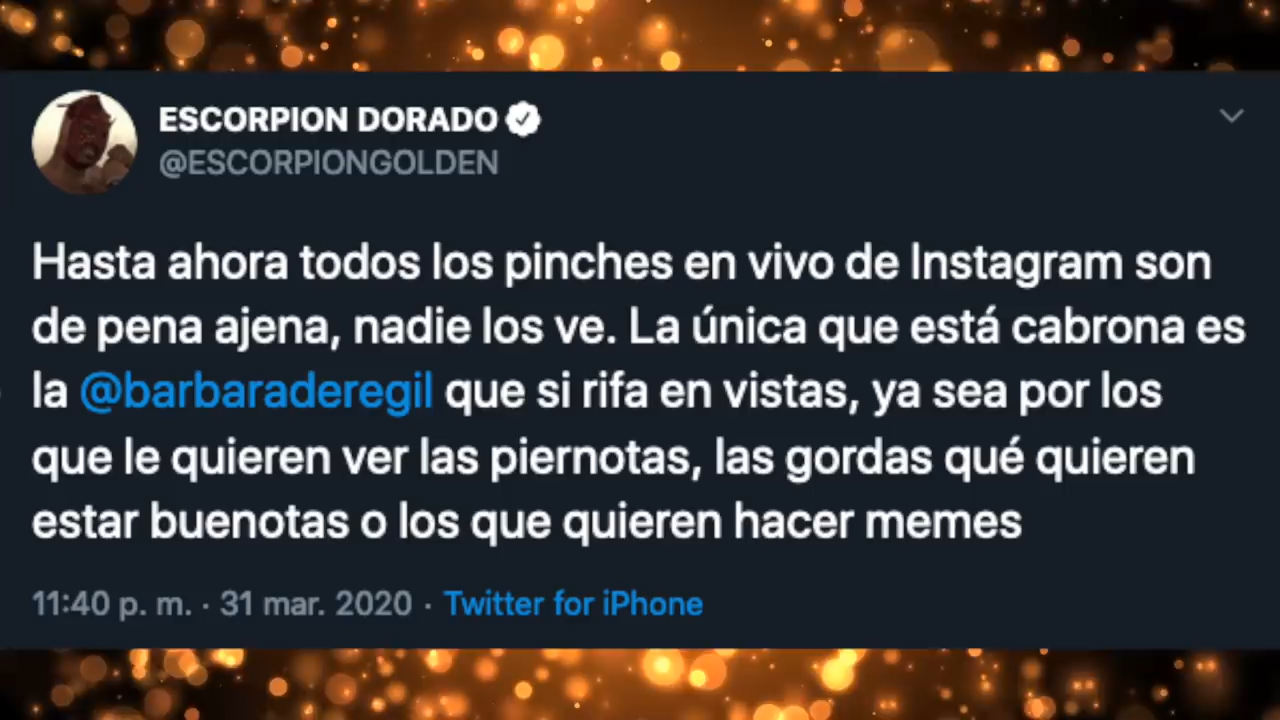 ESCORPION DORADO
@ESCORPIONGOLDEN
Hasta ahora todos los pinches en vivo de Instagram son
de pena ajena, nadie los ve. La única que está cabrona es
la @barbaraderegil que si rifa en vistas, ya sea por los
que le quieren ver las piernotas, las gordas qué quieren
estar buenotas o los que quieren hacer memes
11:40 p. m. · 31 mar. 2020 · Twitter for iPhone